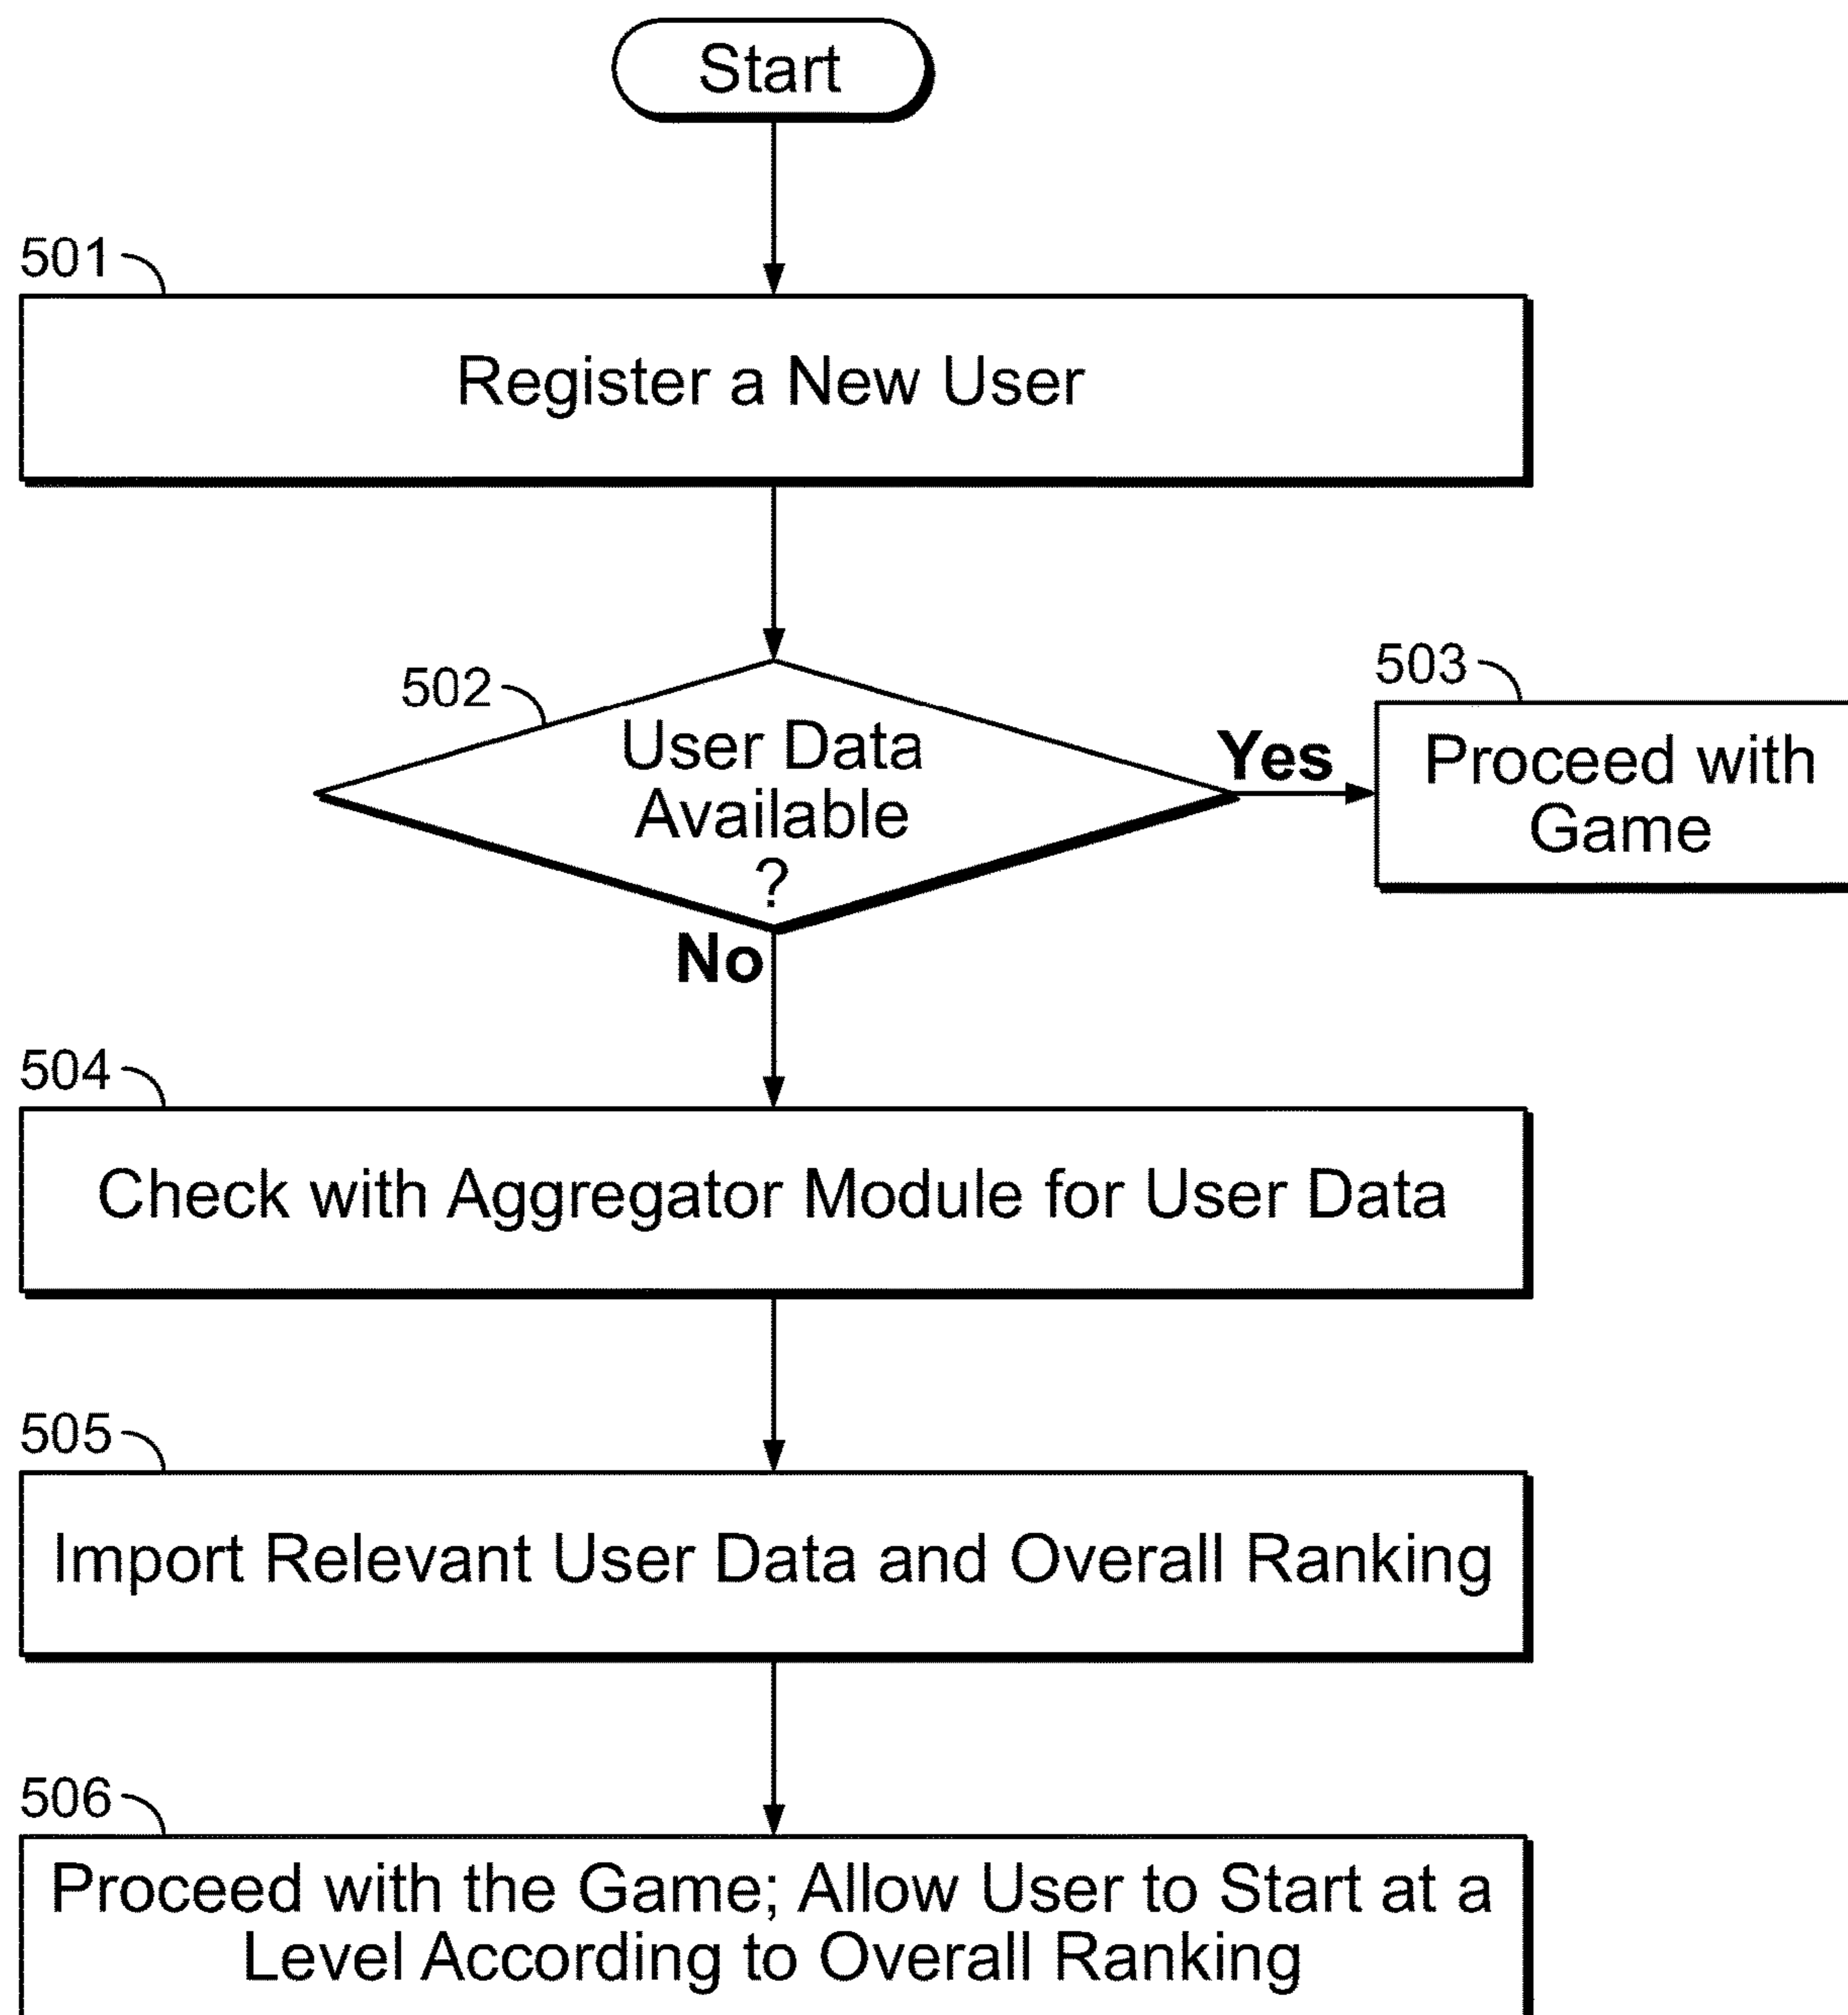 Start
501
Register a New User
502
User Data
Available
?
Yes
503
Proceed with
Game
No
504
Check with Aggregator Module for User Data
505
Import Relevant User Data and Overall Ranking
506
Proceed with the Game; Allow User to Start at a
Level According to Overall Ranking